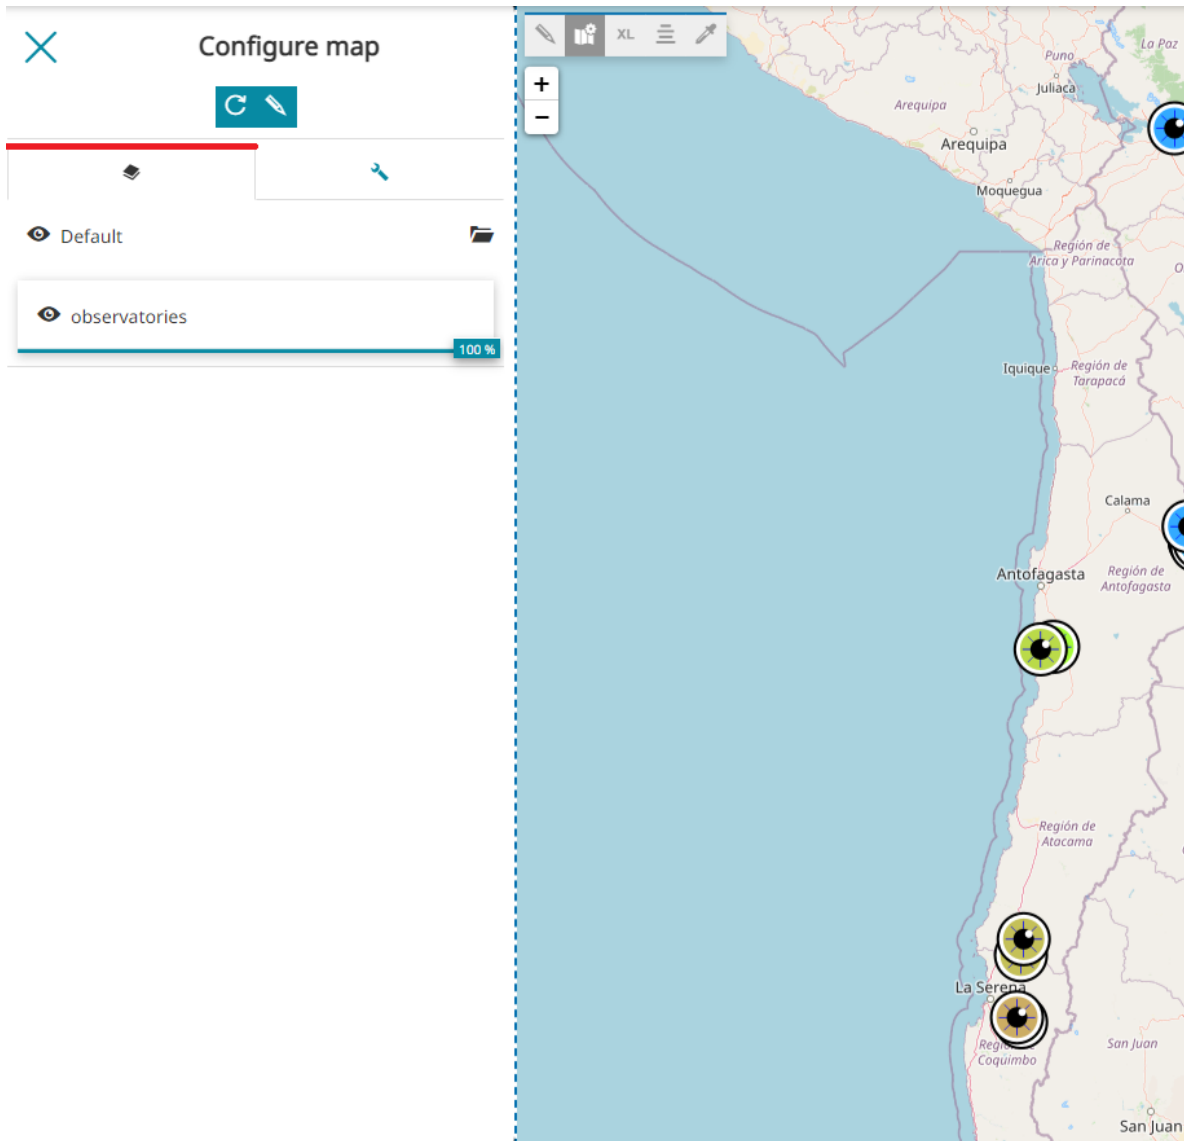 Configure map
Default
observatories
100 %
XL
+
−
La Paz
Puno
Juliaca
Arequipa
Arequipa
Moquegua
Región de
Arica y Parinacota
Iquique
Región de
Tarapacá
Calama
Antofagasta
Región de
Antofagasta
Región de
Atacama
La Serena
Coquimbo
San Juan
San Juan